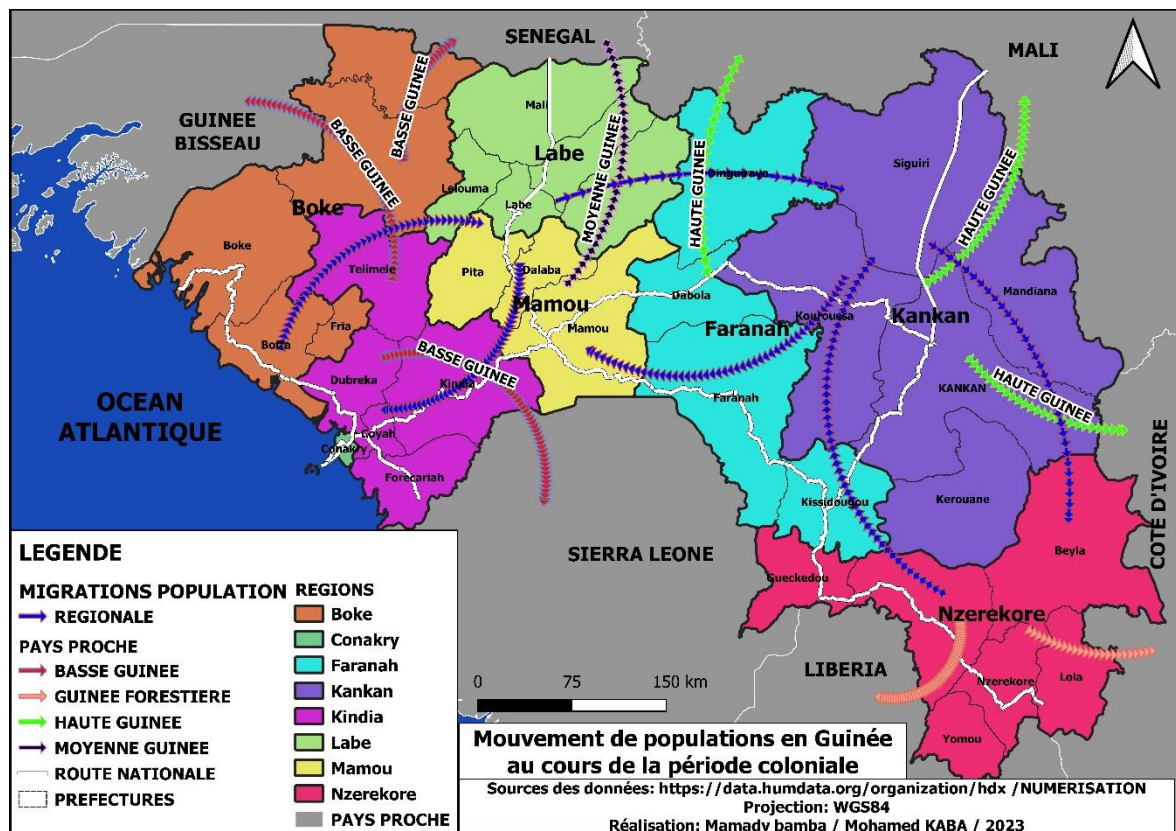 SENEGAL
MALI
GUINEE
BISSEAU
BASSE GUINEE
BASSE GUINEE
MOYENNE GUINEE
HAUTE GUINEE
HAUTE GUINEE
HAUTE GUINEE
BASSE GUINEE
Mali
Labe
Lelouma
Labe
Dinguiraye
Siguiri
Boke
Boke
Telimele
Pita
Dalaba
Mamou
Mamou
Dabola
Faranah
Kouroussa
Kankan
Mandiana
Boffa
Fria
Dubreka
Kindia
Faranah
KANKAN
OCEAN
ATLANTIQUE
Coyah
Conakry
Forecariah
Kissidougou
Kerouane
COTE D'IVOIRE
SIERRA LEONE
Beyla
Gueckedou
Nzerekore
LIBERIA
Nzerekore
Lola
Yomou
LEGENDE
MIGRATIONS POPULATION
REGIONALE
PAYS PROCHE
BASSE GUINEE
GUINEE FORESTIERE
HAUTE GUINEE
MOYENNE GUINEE
ROUTE NATIONALE
PREFECTURES
REGIONS
Boke
Conakry
Faranah
Kankan
Kindia
Labe
Mamou
Nzerekore
PAYS PROCHE
0 75 150 km
Mouvement de populations en Guinée
au cours de la période coloniale
Sources des données: https://data.humdata.org/organization/hdx /NUMERISATION
Projection: WGS84
Réalisation: Mamady bamba / Mohamed KABA / 2023